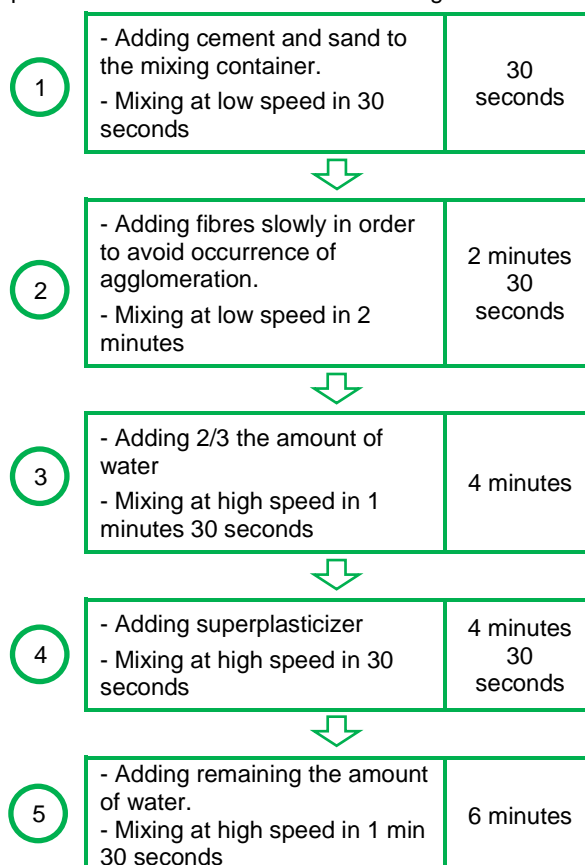 1
- Adding cement and sand to
the mixing container.
- Mixing at low speed in 30
seconds
30
seconds
2
- Adding fibres slowly in order
to avoid occurrence of
agglomeration.
- Mixing at low speed in 2
minutes
2 minutes
30
seconds
3
- Adding 2/3 the amount of
water
- Mixing at high speed in 1
minutes 30 seconds
4 minutes
4
- Adding superplasticizer
- Mixing at high speed in 30
seconds
4 minutes
30
seconds
5
- Adding remaining the amount
of water.
- Mixing at high speed in 1 min
30 seconds
6 minutes